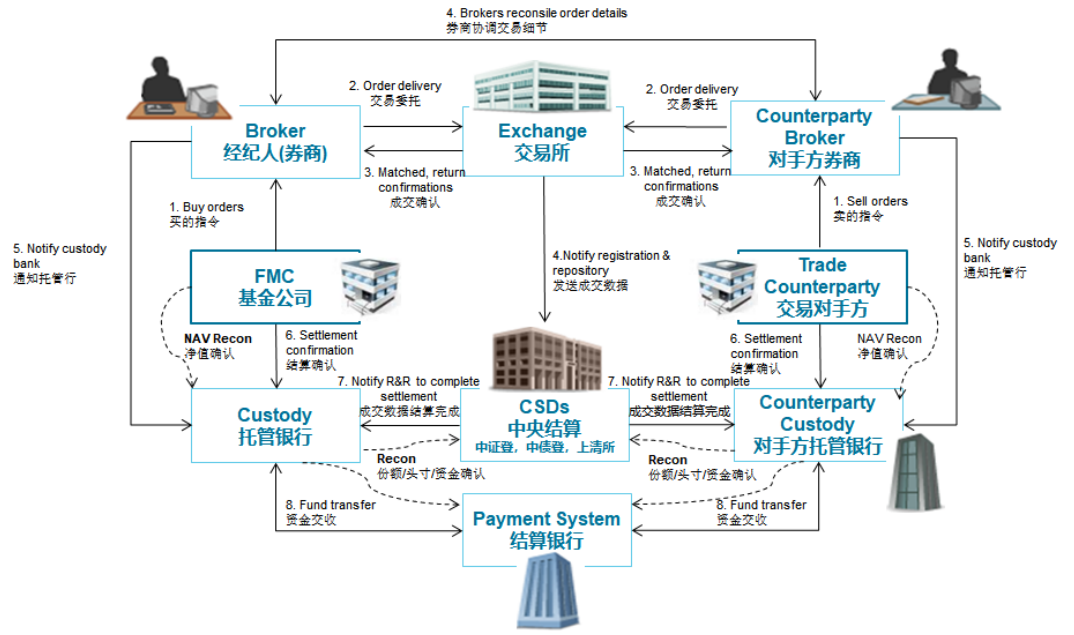 4. Brokers reconsile order details
券商协调交易细节
2. Order delivery
交易委托
2. Order delivery
交易委托
Broker
经纪人(券商)
Exchange
交易所
Counterparty
Broker
对手方券商
3. Matched, return
confirmations
成交确认
3. Matched, return
confirmations
成交确认
1. Buy orders
买的指令
1. Sell orders
卖的指令
5. Notify custody
bank
通知托管行
4.Notify registration &
repository
发送成交数据
5. Notify custody
bank
通知托管行
FMC
基金公司
Trade
Counterparty
交易对手方
NAV Recon
净值确认
6. Settlement
confirmation
结算确认
6. Settlement
confirmation
结算确认
NAV Recon
净值确认
7. Notify R&R to complete
settlement
成交数据结算完成
7. Notify R&R to complete
settlement
成交数据结算完成
Custody
托管银行
CSDs
中央结算
中证登，中债登，上清所
Counterparty
Custody
对手方托管银行
Recon
份额/头寸/资金确认
Recon
份额/头寸/资金确认
8. Fund transfer
资金交收
8. Fund transfer
资金交收
Payment System
结算银行